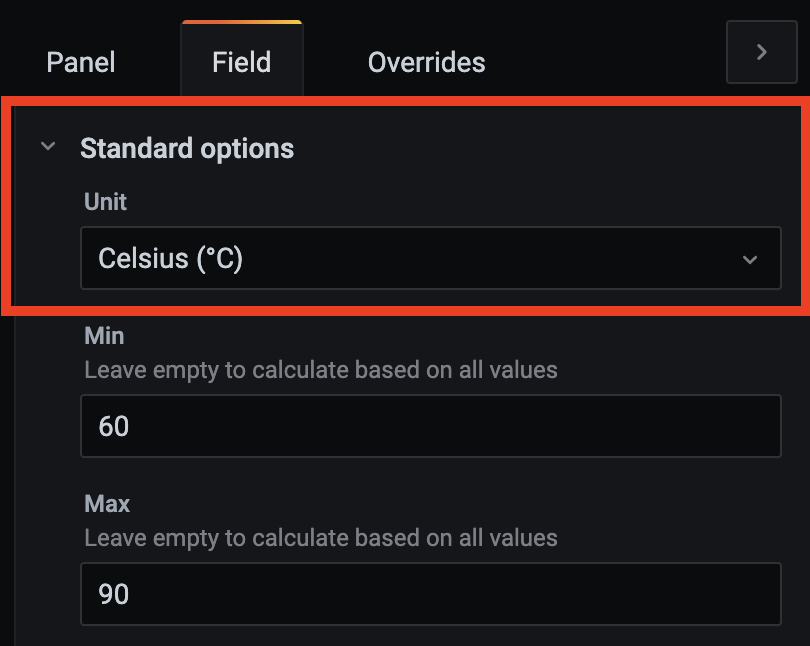 Panel Field Overrides
Standard options
Unit
Celsius (°C)
Min
Leave empty to calculate based on all values
60
Max
Leave empty to calculate based on all values
90